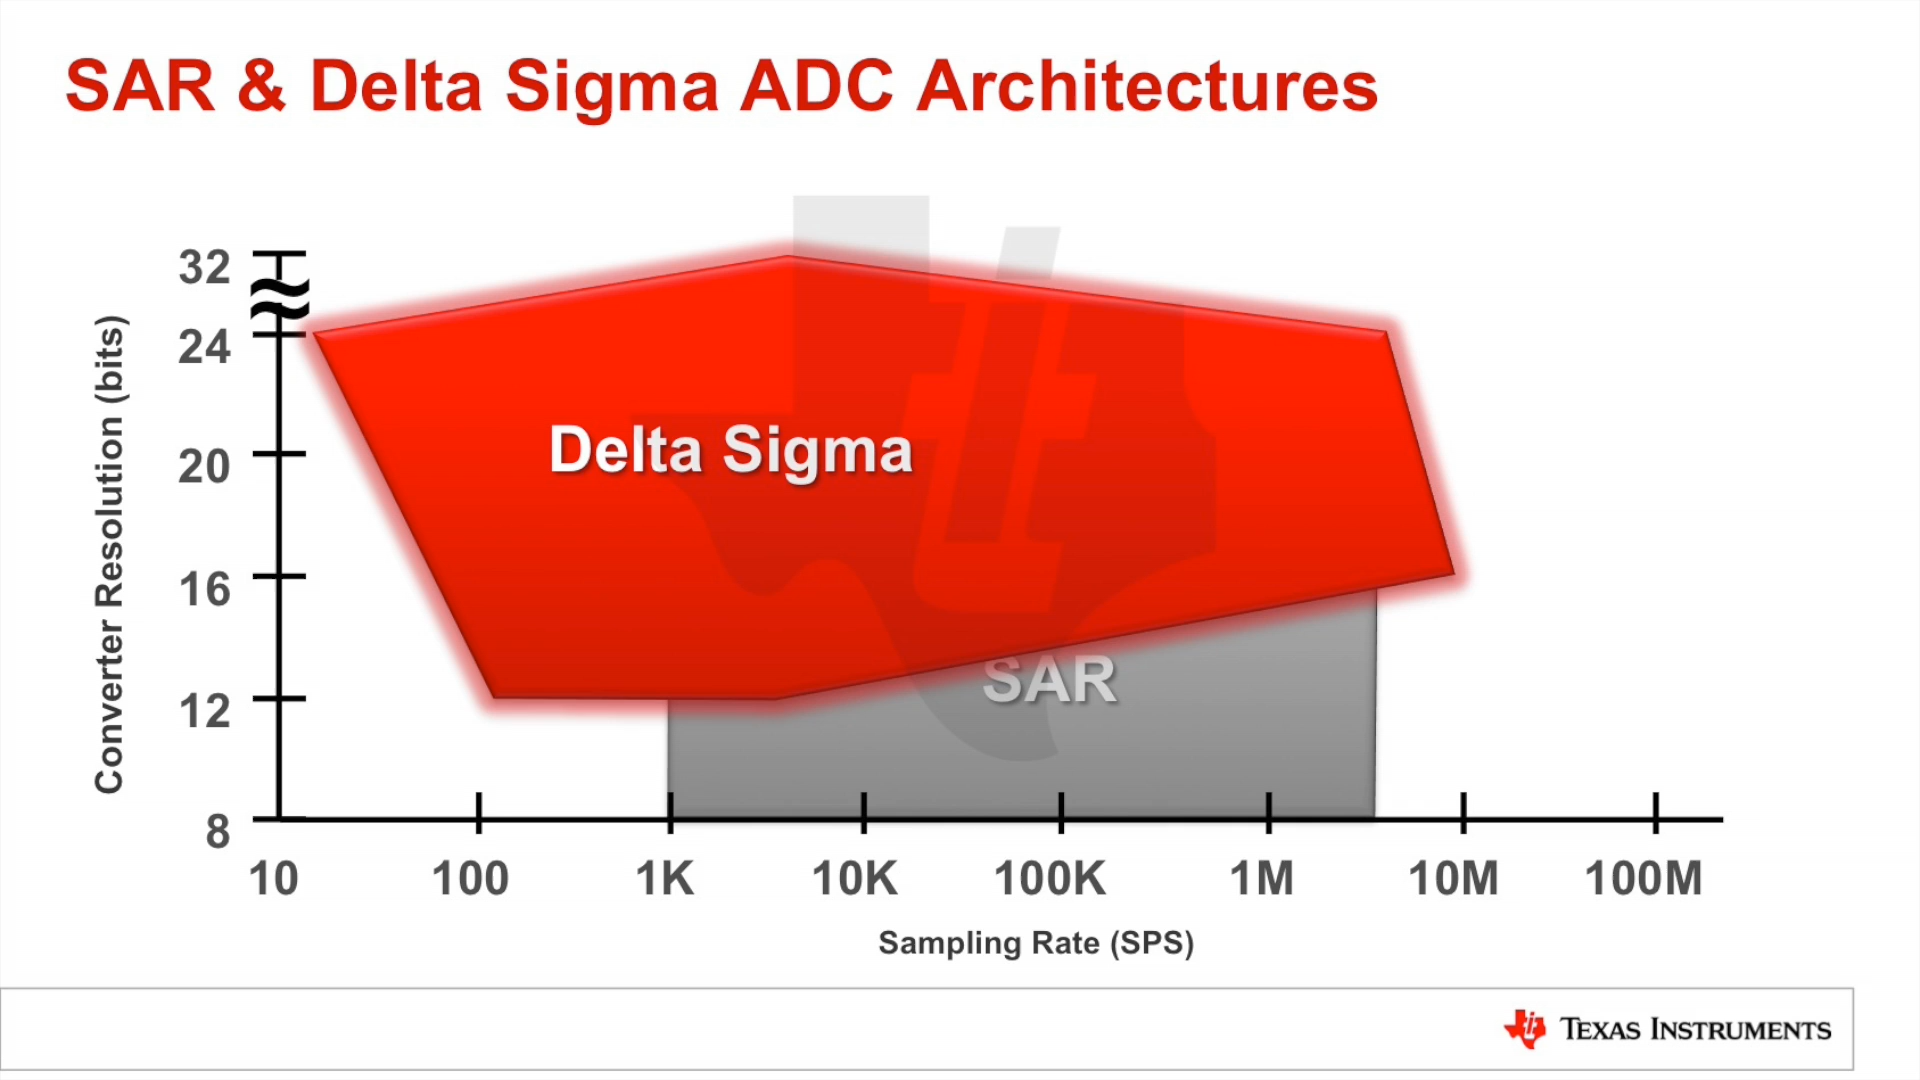 SAR & Delta Sigma ADC Architectures
32
24
20
16
12
8
Converter Resolution (bits)
Delta Sigma
SAR
10 100 1K 10K 100K 1M 10M 100M
Sampling Rate (SPS)
TEXAS INSTRUMENTS